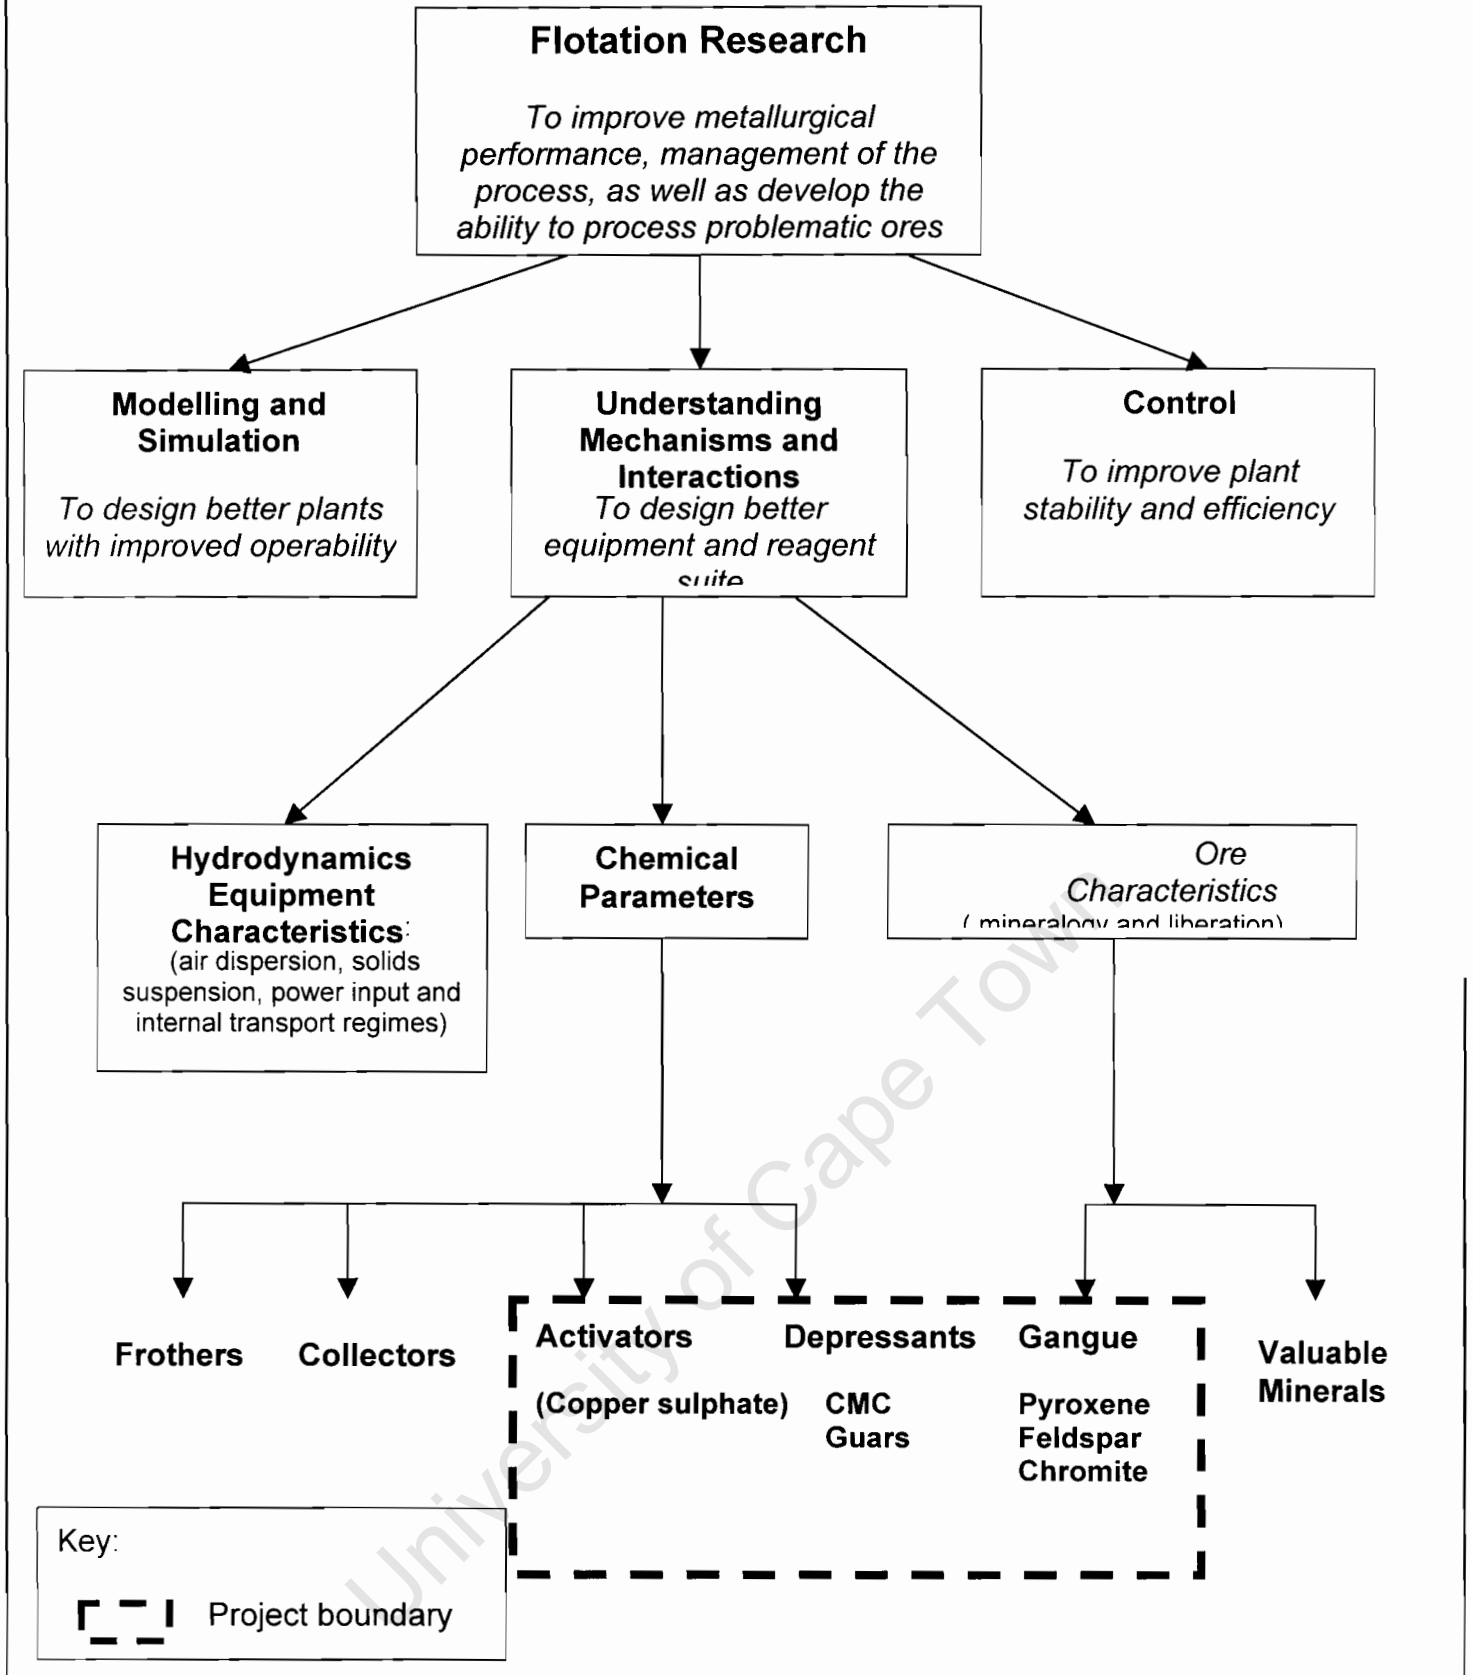 Flotation Research
To improve metallurgical
performance, management of the
process, as well as develop the
ability to process problematic ores
Modelling and
Simulation
To design better plants
with improved operability
Understanding
Mechanisms and
Interactions
To design better
equipment and reagent
suite
Control
To improve plant
stability and efficiency
Hydrodynamics
Equipment
Characteristics:
(air dispersion, solids
suspension, power input and
internal transport regimes)
Chemical
Parameters
Ore
Characteristics
( mineralogy and liberation)
Frothers
Collectors
Activators
(Copper sulphate)
Depressants
CMC
Guars
Gangue
Pyroxene
Feldspar
Chromite
Valuable
Minerals
Key:
Project boundary
University of Cape Town